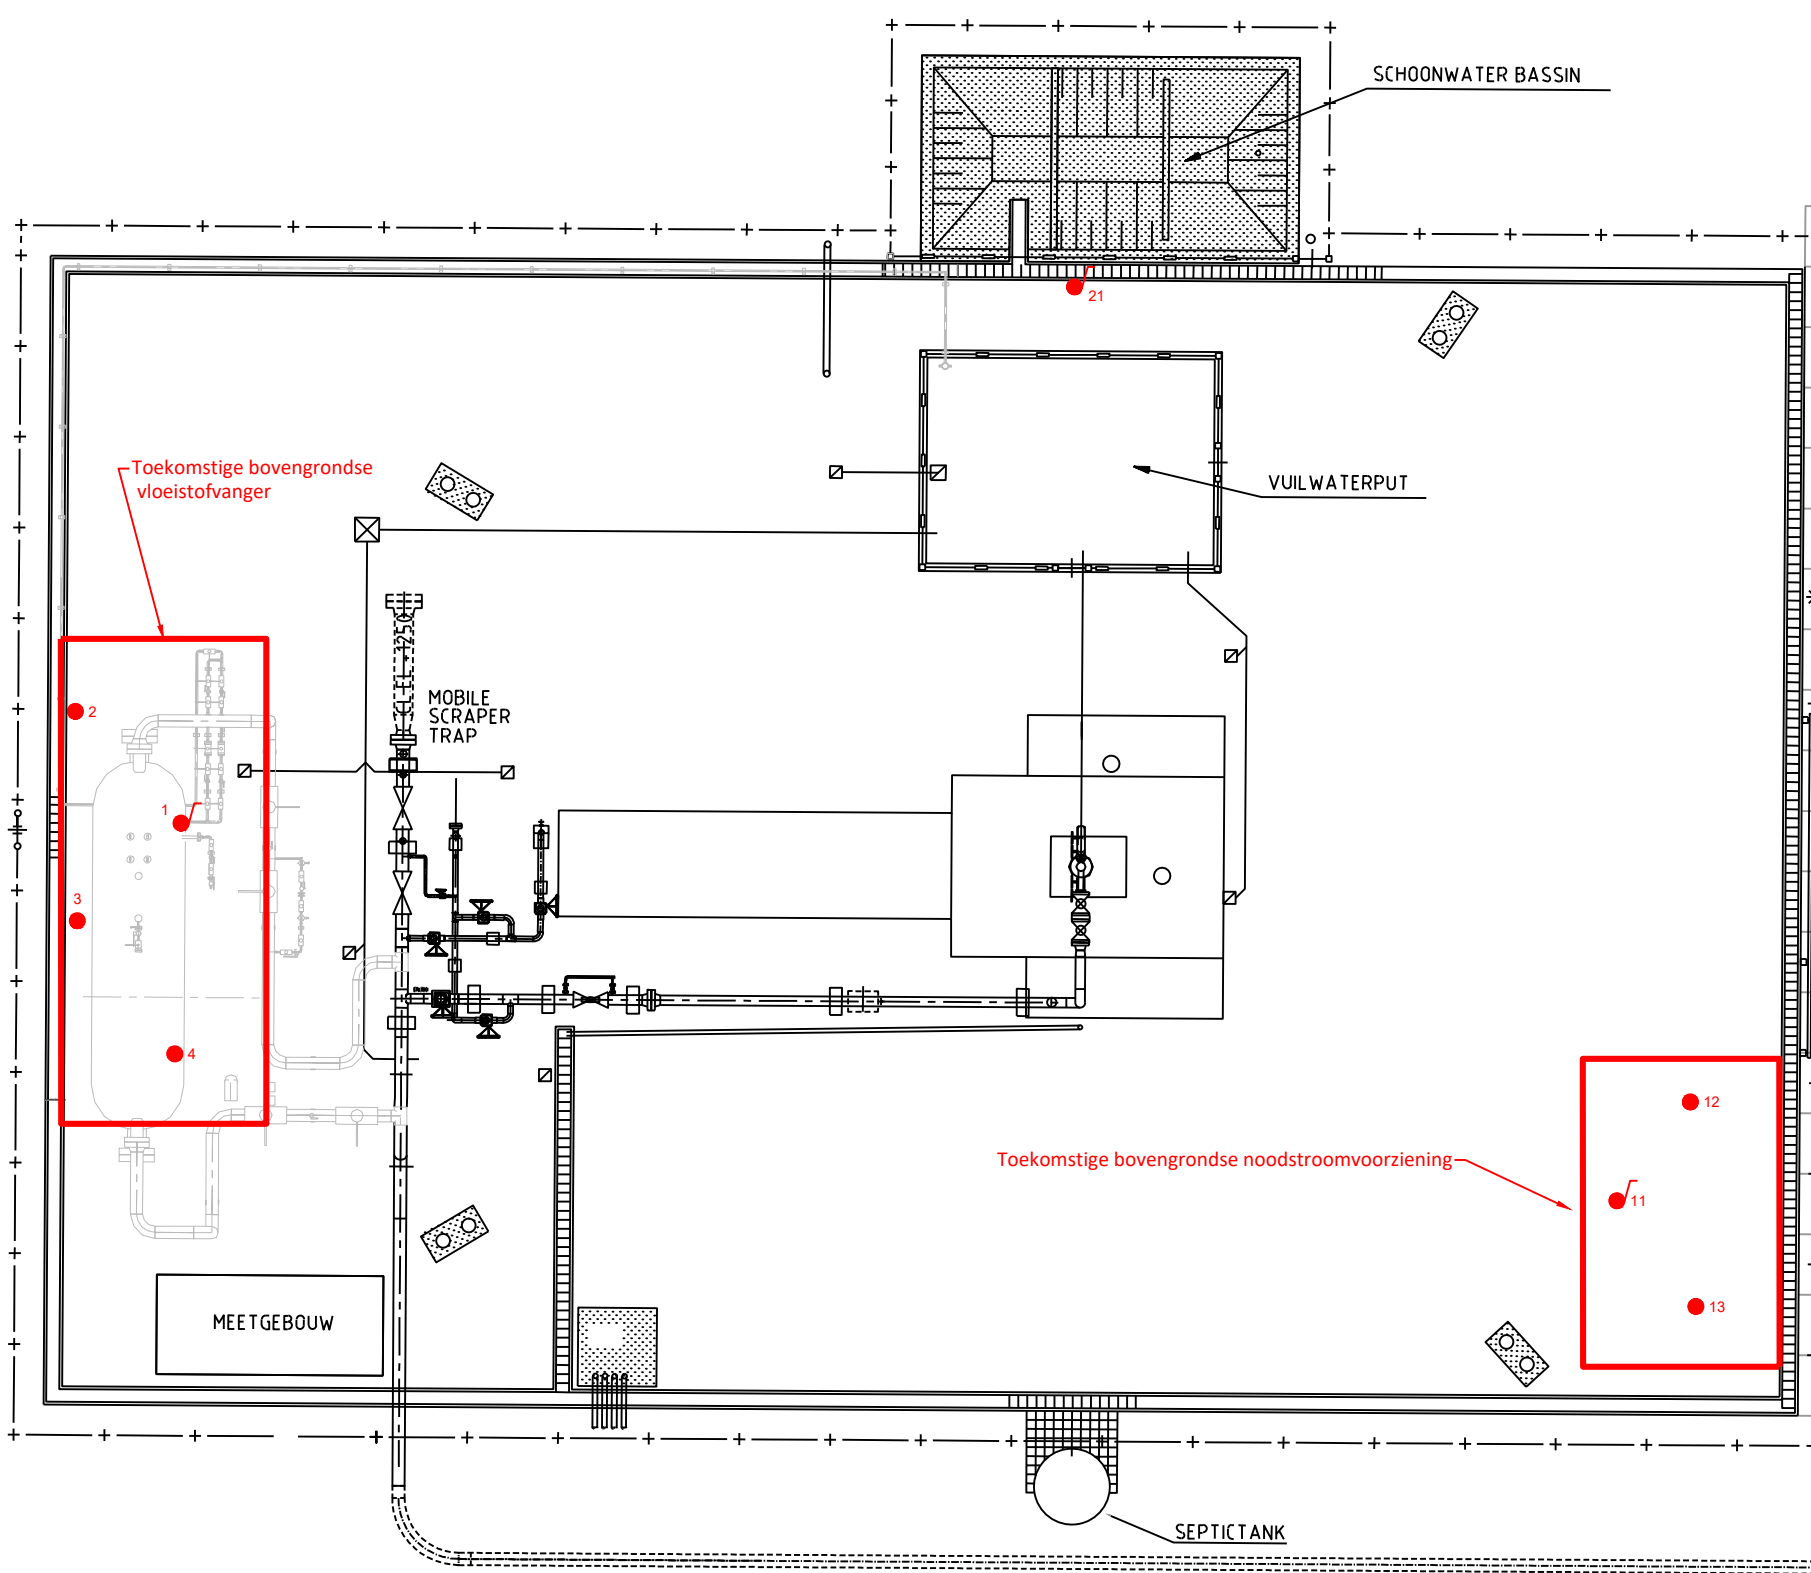 SCHOONWATER BASSIN
21
Toekomstige bovengrondse
vloeistofvanger
VUILWATERPUT
MOBILE
SCRAPER
TRAP
2
1
3
4
12
Toekomstige bovengrondse noodstroomvoorziening
11
13
MEETGEBOUW
SEPTICTANK